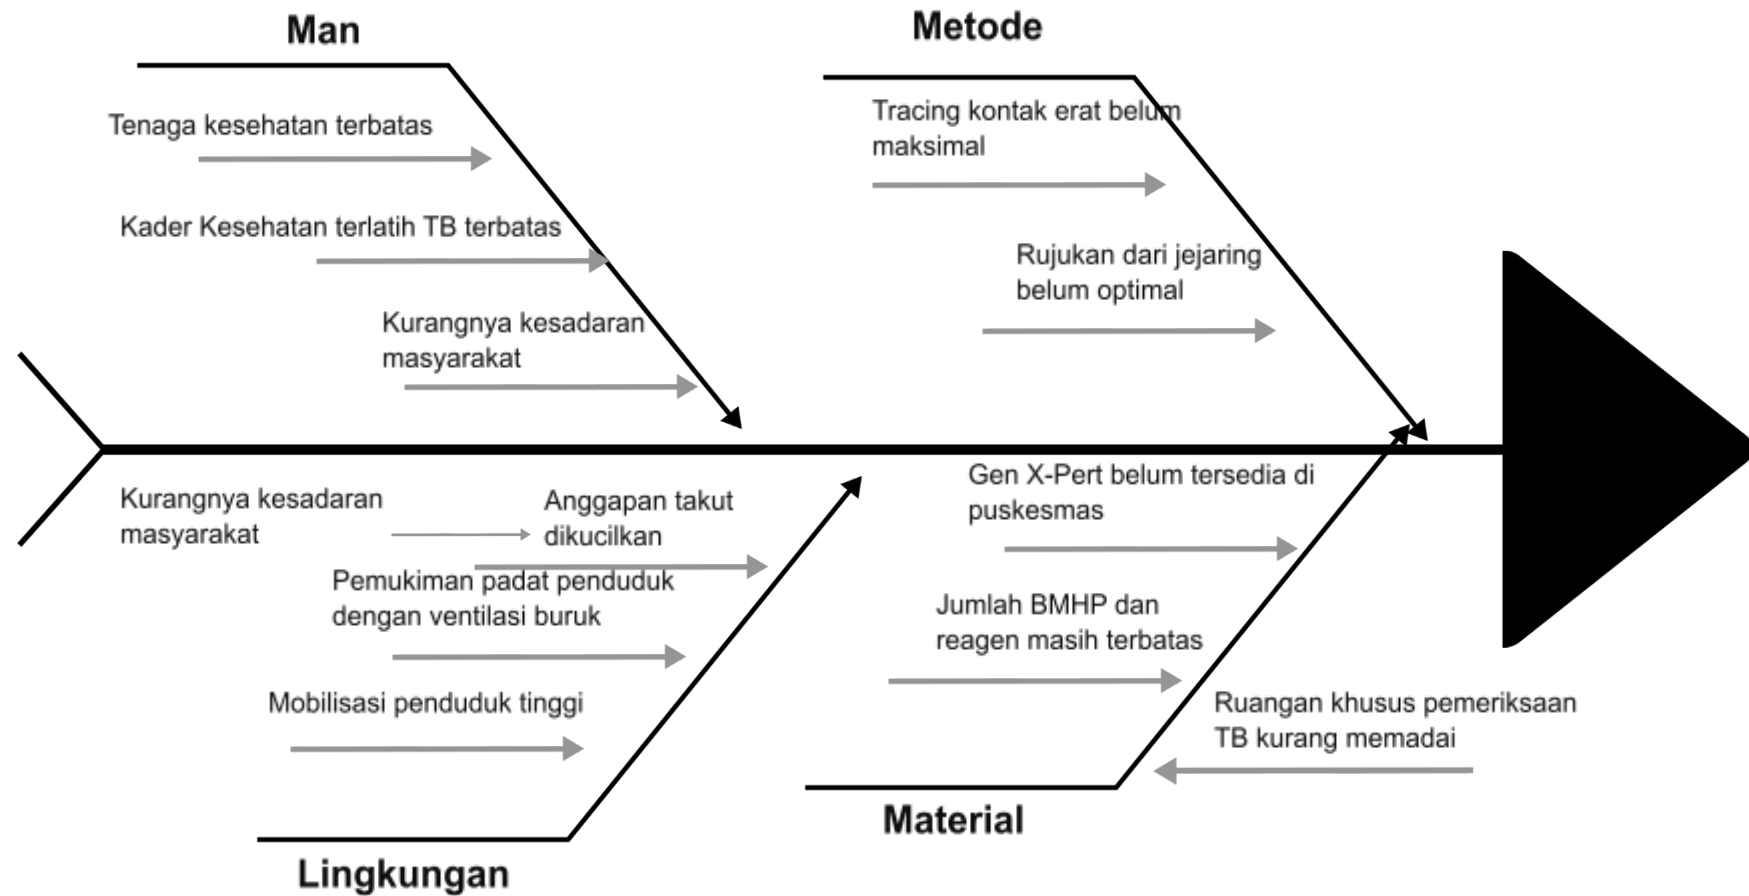 Man
Metode
Tenaga kesehatan terbatas
Kader Kesehatan terlatih TB terbatas
Kurangnya kesadaran
masyarakat
Tracing kontak erat belum
maksimal
Rujukan dari jejaring
belum optimal
Kurangnya kesadaran
masyarakat
Anggapan takut
dikucilkan
Pemukiman padat penduduk
dengan ventilasi buruk
Mobilisasi penduduk tinggi
Lingkungan
Gen X-Pert belum tersedia di
puskesmas
Jumlah BMHP dan
reagen masih terbatas
Ruangan khusus pemeriksaan
TB kurang memadai
Material